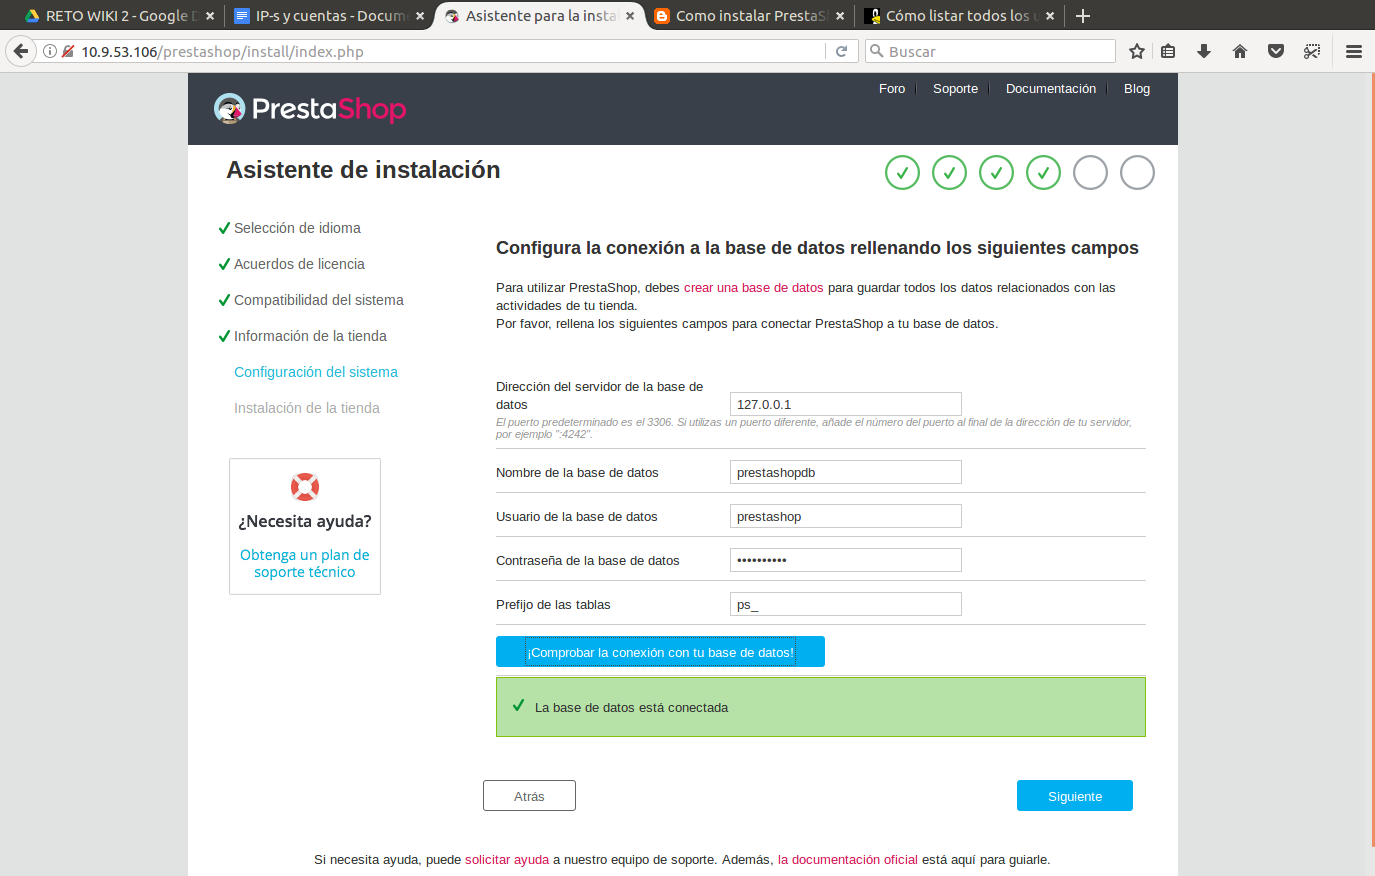 RETO WIKI 2 - Google D
IP-s y cuentas - Docum
Asistente para la insta
Como instalar PrestaS
Cómo listar todos los u
10.9.53.106/prestashop/install/index.php
Buscar
PrestaShop
Foro
Soporte
Documentación
Blog
Asistente de instalación
Selección de idioma
Acuerdos de licencia
Compatibilidad del sistema
Información de la tienda
Configuración del sistema
Instalación de la tienda
¿Necesita ayuda?
Obtenga un plan de
soporte técnico
Configura la conexión a la base de datos rellenando los siguientes campos
Para utilizar PrestaShop, debes crear una base de datos para guardar todos los datos relacionados con las
actividades de tu tienda.
Por favor, rellena los siguientes campos para conectar PrestaShop a tu base de datos.
Dirección del servidor de la base de
datos
127.0.0.1
El puerto predeterminado es el 3306. Si utilizas un puerto diferente, añade el número del puerto al final de la dirección de tu servidor,
por ejemplo ":4242".
Nombre de la base de datos
prestashopdb
Usuario de la base de datos
prestashop
Contraseña de la base de datos
••••••••••
Prefijo de las tablas
ps_
¡Comprobar la conexión con tu base de datos!
La base de datos está conectada
Atrás
Siguiente
Si necesita ayuda, puede solicitar ayuda a nuestro equipo de soporte. Además, la documentación oficial está aquí para guiarle.